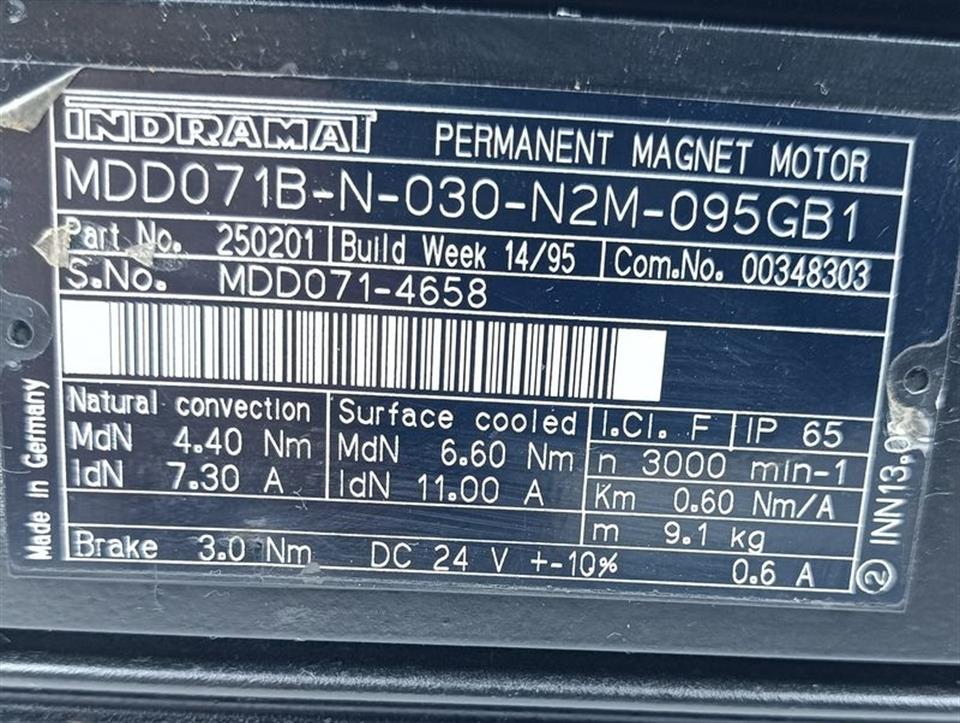 INDRAMAT PERMANENT MAGNET MOTOR
MDD071B-N-030-N2M-095GB1
Part No. 250201 Build Week 14/95 Com.No. 00348303
S.No. MDD071-4658
Natural convection Surface cooled I.Cl. F IP 65
MdN 4.40 Nm MdN 6.60 Nm n 3000 min-1
IdN 7.30 A IdN 11.00 A Km 0.60 Nm/A
m 9.1 kg
Brake 3.0 Nm DC 24 V +-10% 0.6 A
Made in Germany
2